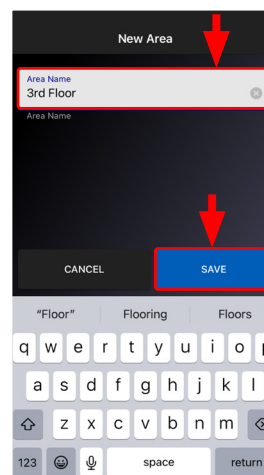 New Area
Area Name
3rd Floor
Area Name
CANCEL SAVE
"Floor" Flooring Floors
q w e r t y u i o p
a s d f g h j k l
z x c v b n m
123 space return